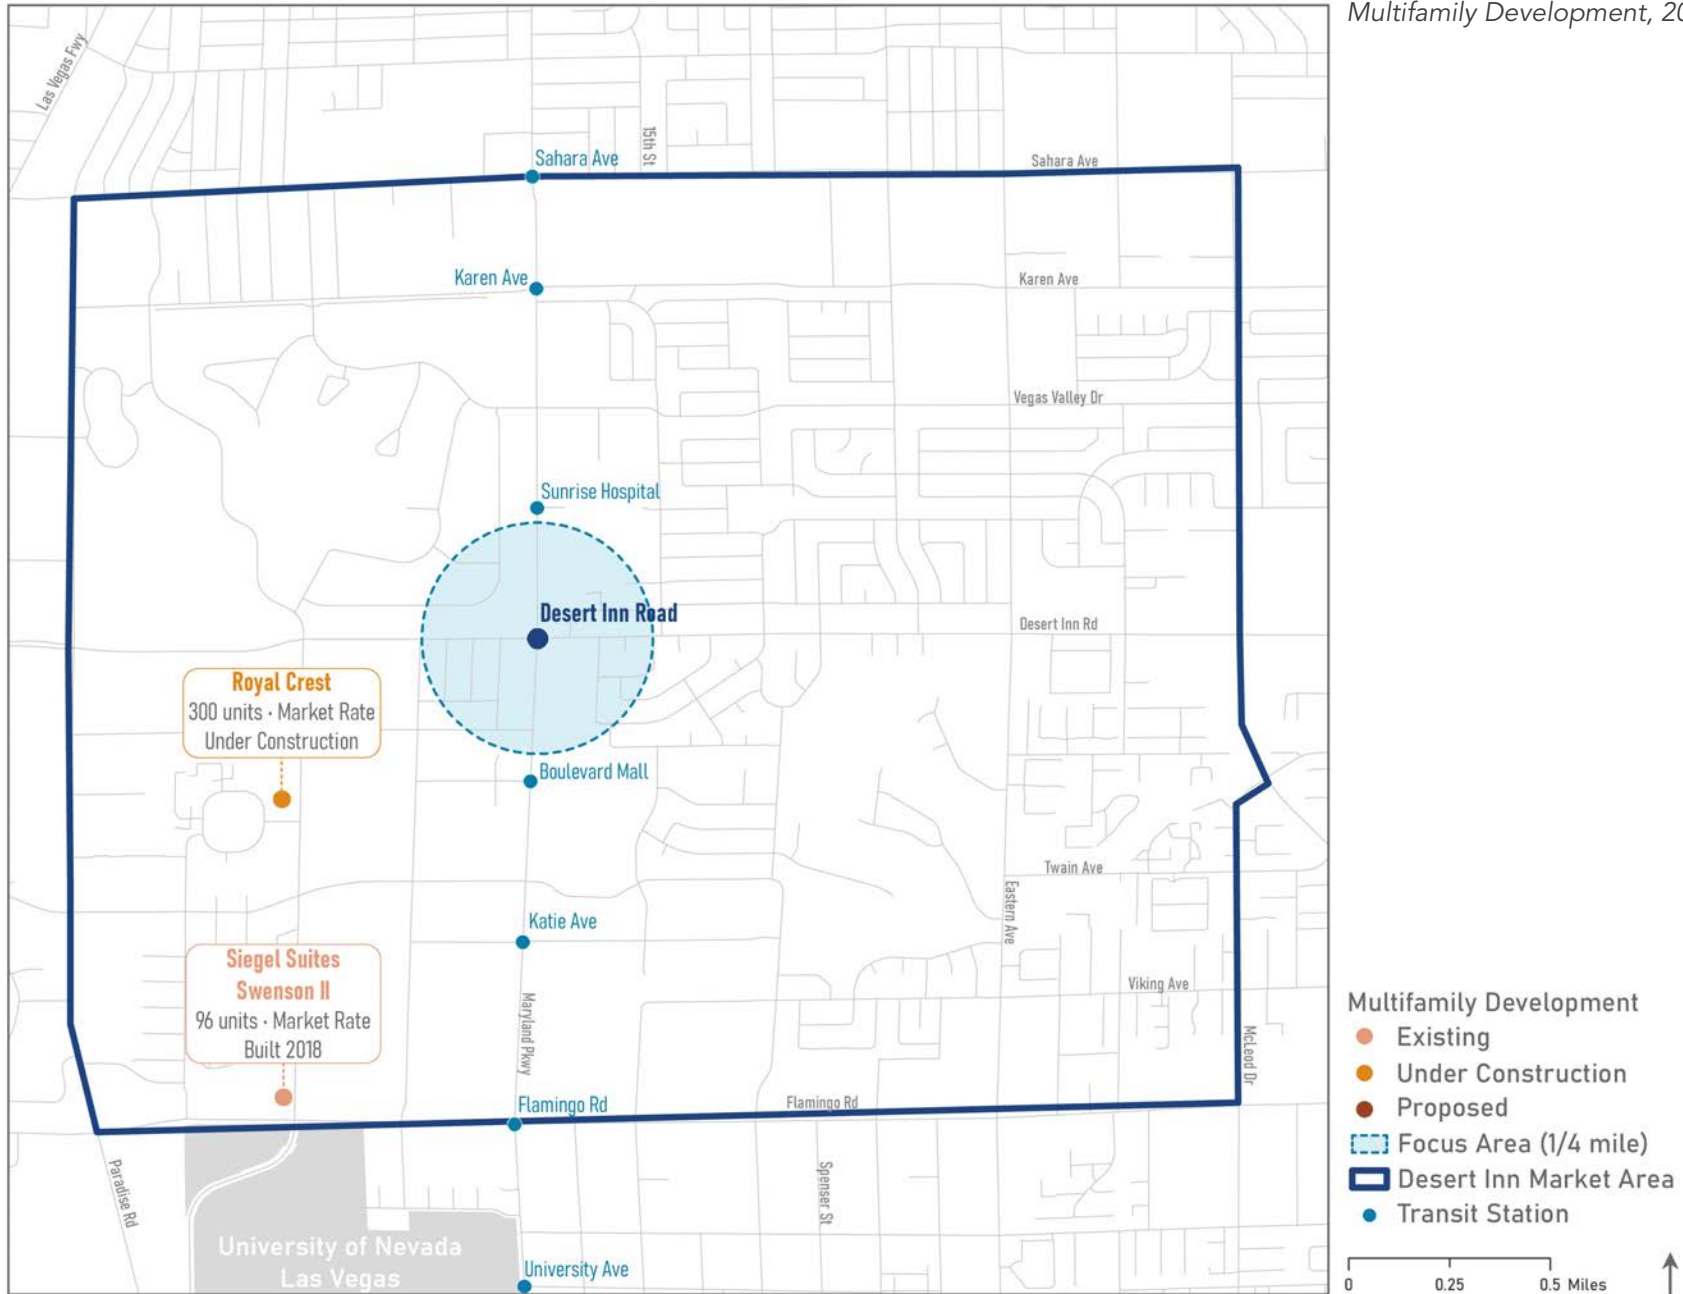 Multifamily Development, 20
Las Vegas Fwy
15th St
Sahara Ave
Sahara Ave
Karen Ave
Karen Ave
Vegas Valley Dr
Sunrise Hospital
Desert Inn Road
Desert Inn Rd
Royal Crest
300 units · Market Rate
Under Construction
Boulevard Mall
Twain Ave
Eastern Ave
Katie Ave
Siegel Suites
Swenson II
96 units · Market Rate
Built 2018
Viking Ave
Maryland Pkwy
McLeod Dr
Flamingo Rd
Flamingo Rd
Paradise Rd
Spenser St
University of Nevada
Las Vegas
University Ave
Multifamily Development
Existing
Under Construction
Proposed
Focus Area (1/4 mile)
Desert Inn Market Area
Transit Station
0 0.25 0.5 Miles